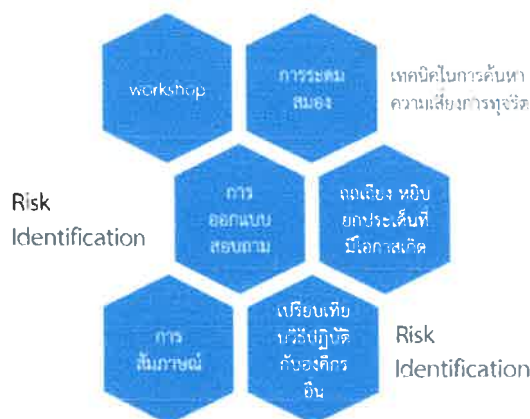 workshop
การระดม
สมอง
เทคนิคในการค้นหา
ความเสี่ยงการทุจริต
Risk
Identification
การ
ออกแบบ
สอบถาม
ถกเถียง หยิบ
ยกประเด็นที่
มีโอกาสเกิด
การ
สัมภาษณ์
เปรียบเทีย
บวิธีปฏิบัติ
กับองค์กร
อื่น
Risk
Identification